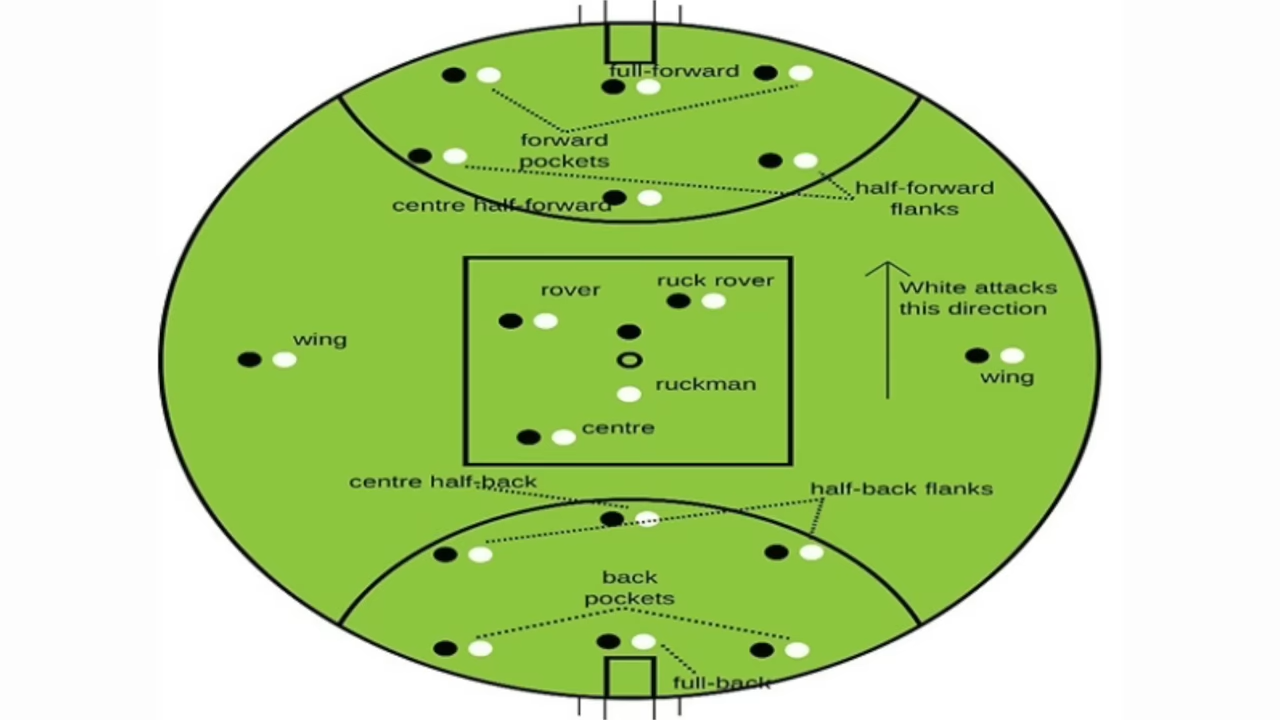 full-forward
forward
pockets
half-forward
flanks
centre half-forward
ruck rover
rover
White attacks
this direction
wing
wing
ruckman
centre
centre half-back
half-back flanks
back
pockets
full-back